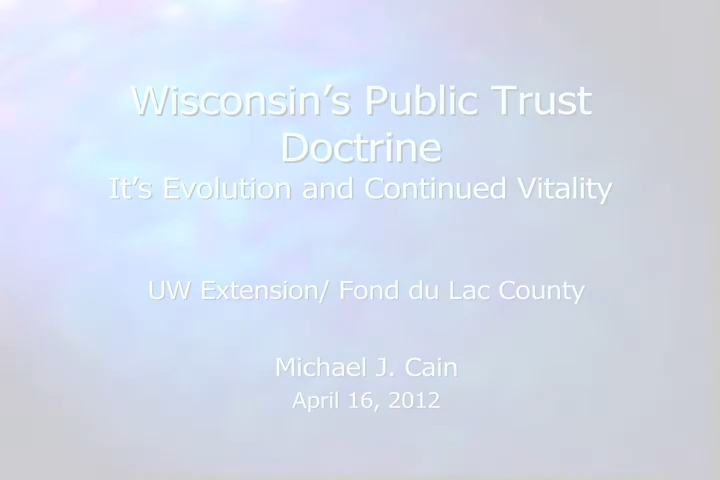 Wisconsin’s Public Trust
Doctrine
It’s Evolution and Continued Vitality
UW Extension/ Fond du Lac County
Michael J. Cain
April 16, 2012